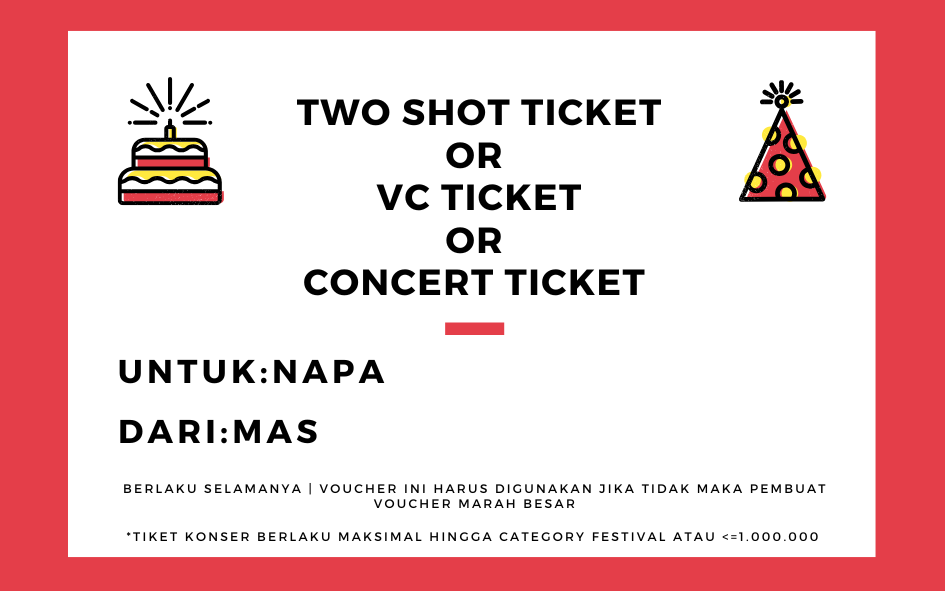 TWO SHOT TICKET
OR
VC TICKET
OR
CONCERT TICKET
UNTUK:NAPA
DARI:MAS
BERLAKU SELAMANYA | VOUCHER INI HARUS DIGUNAKAN JIKA TIDAK MAKA PEMBUAT
VOUCHER MARAH BESAR
*TIKET KONSER BERLAKU MAKSIMAL HINGGA CATEGORY FESTIVAL ATAU <=1.000.000